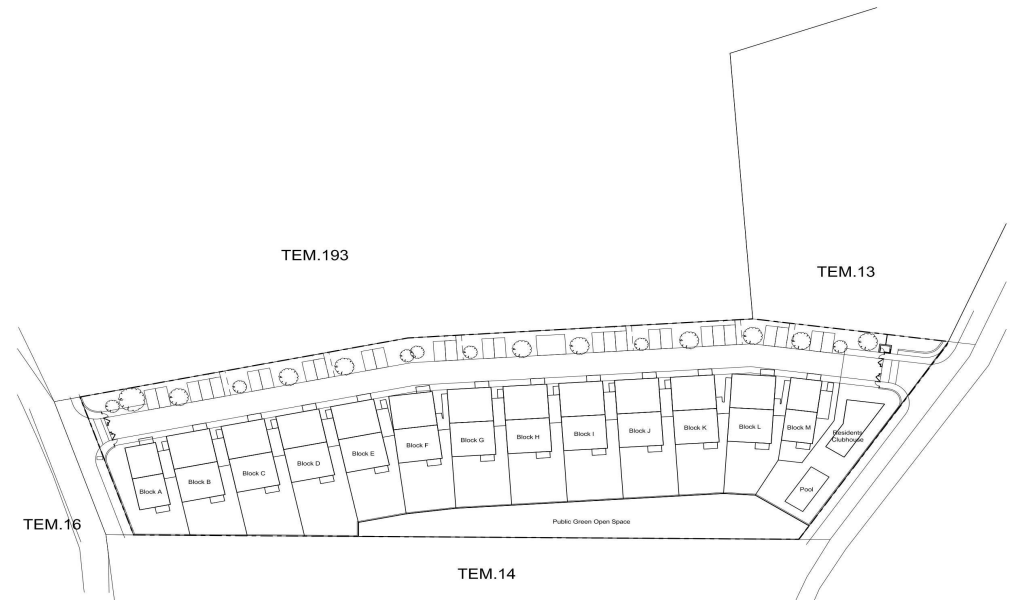 TEM.193
TEM.13
Block A
Block B
Block C
Block D
Block E
Block F
Block G
Block H
Block I
Block J
Block K
Block L
Block M
Residents
Clubhouse
Pool
Public Green Open Space
TEM.16
TEM.14